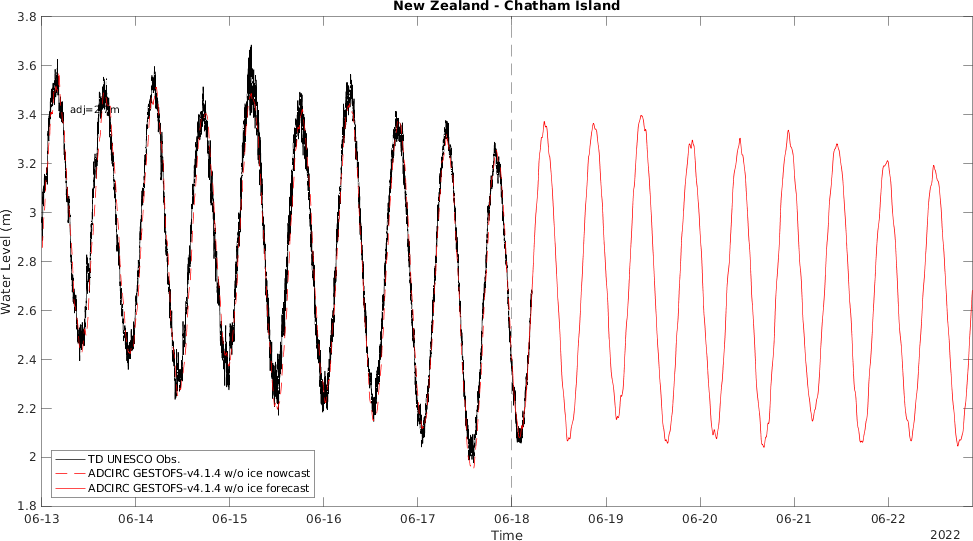 New Zealand - Chatham Island
3.8
3.6
3.4
3.2
3
2.8
2.6
2.4
2.2
2
1.8
Water Level (m)
TD UNESCO Obs.
ADCIRC GESTOFS-v4.1.4 w/o ice nowcast
ADCIRC GESTOFS-v4.1.4 w/o ice forecast
06-13 06-14 06-15 06-16 06-17 06-18 06-19 06-20 06-21 06-22
Time
2022